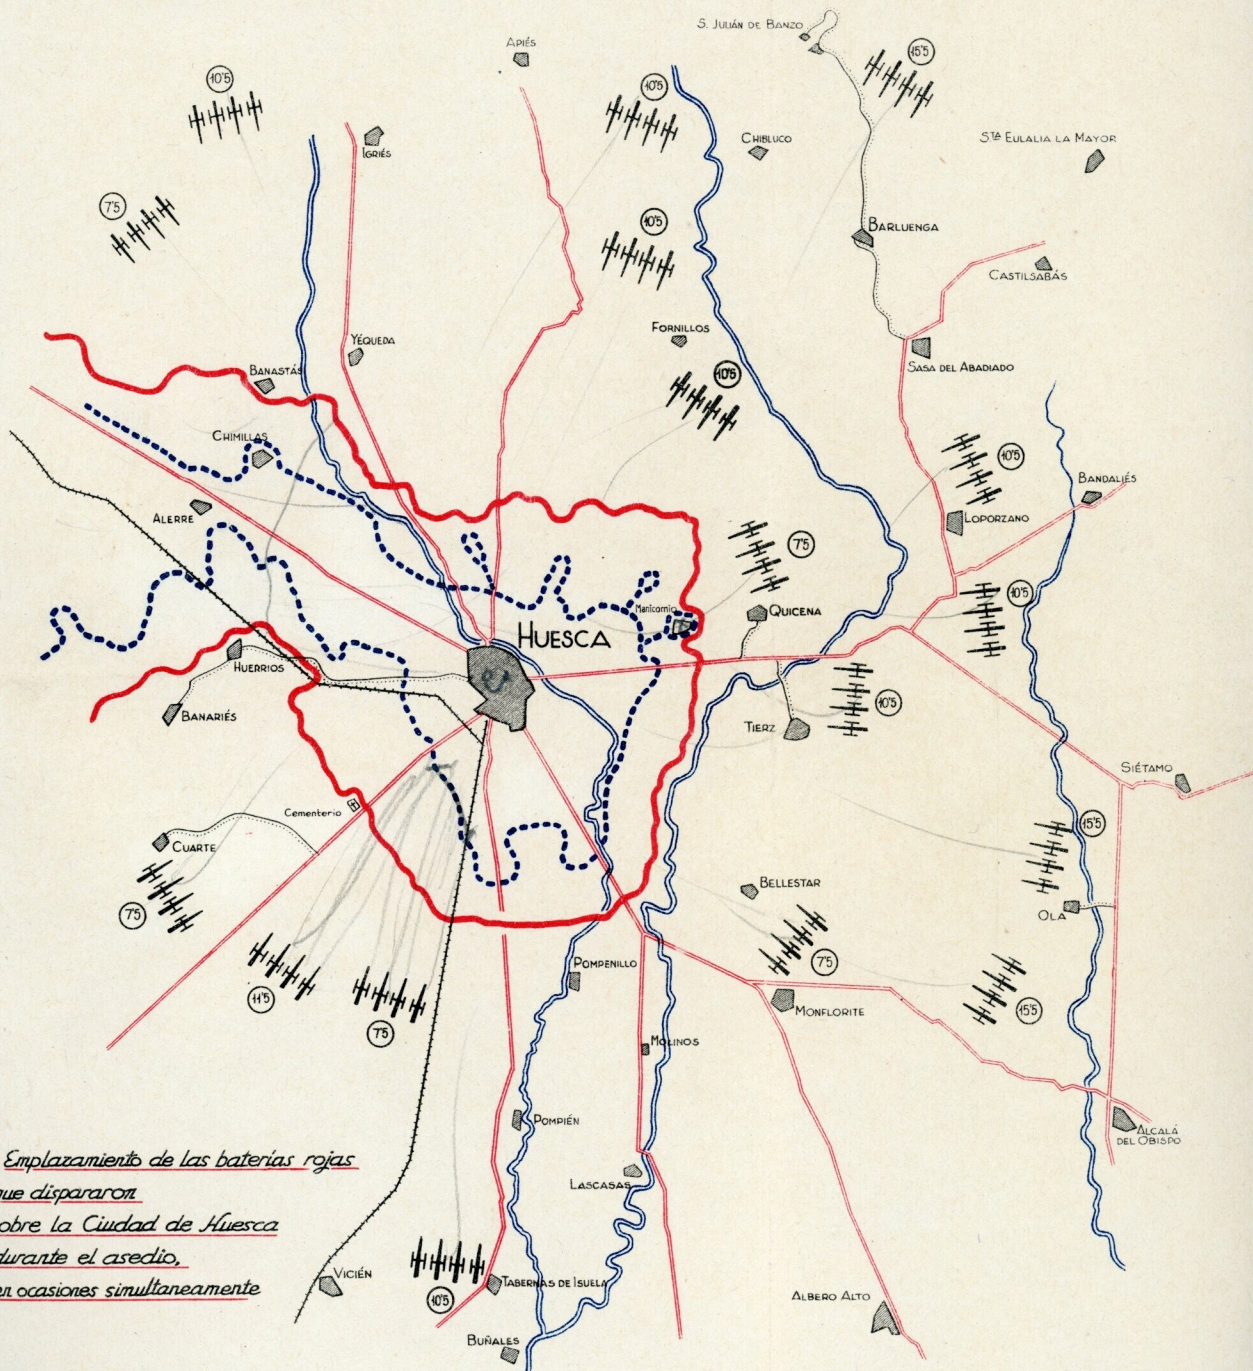 S. JULIÁN DE BANZO
APIÉS
15'5
10'5
10'5
IGRIÉS
CHIBLUCO
STA EULALIA LA MAYOR
7'5
10'5
BARLUENGA
CASTILSABÁS
FORNILLOS
YÉQUEDA
BANASTÁS
SASA DEL ABADIADO
10'5
CHIMILLAS
10'5
BANDALIÉS
ALERRE
LOPORZANO
7'5
10'5
Manicomio
QUICENA
HUESCA
HUERRIOS
BANARIÉS
10'5
TIERZ
SIÉTAMO
Cementerio
15'5
CUARTE
BELLESTAR
7'5
OLA
POMPENILLO
7'5
11'5
7'5
MONFLORITE
15'5
MOLINOS
POMPIÉN
ALCALÁ
DEL OBISPO
Emplazamiento de las baterías rojas
que dispararon
sobre la Ciudad de Huesca
durante el asedio,
en ocasiones simultaneamente
LASCASAS
VICIÉN
TABERNAS DE ISUELA
10'5
ALBERO ALTO
BUÑALES